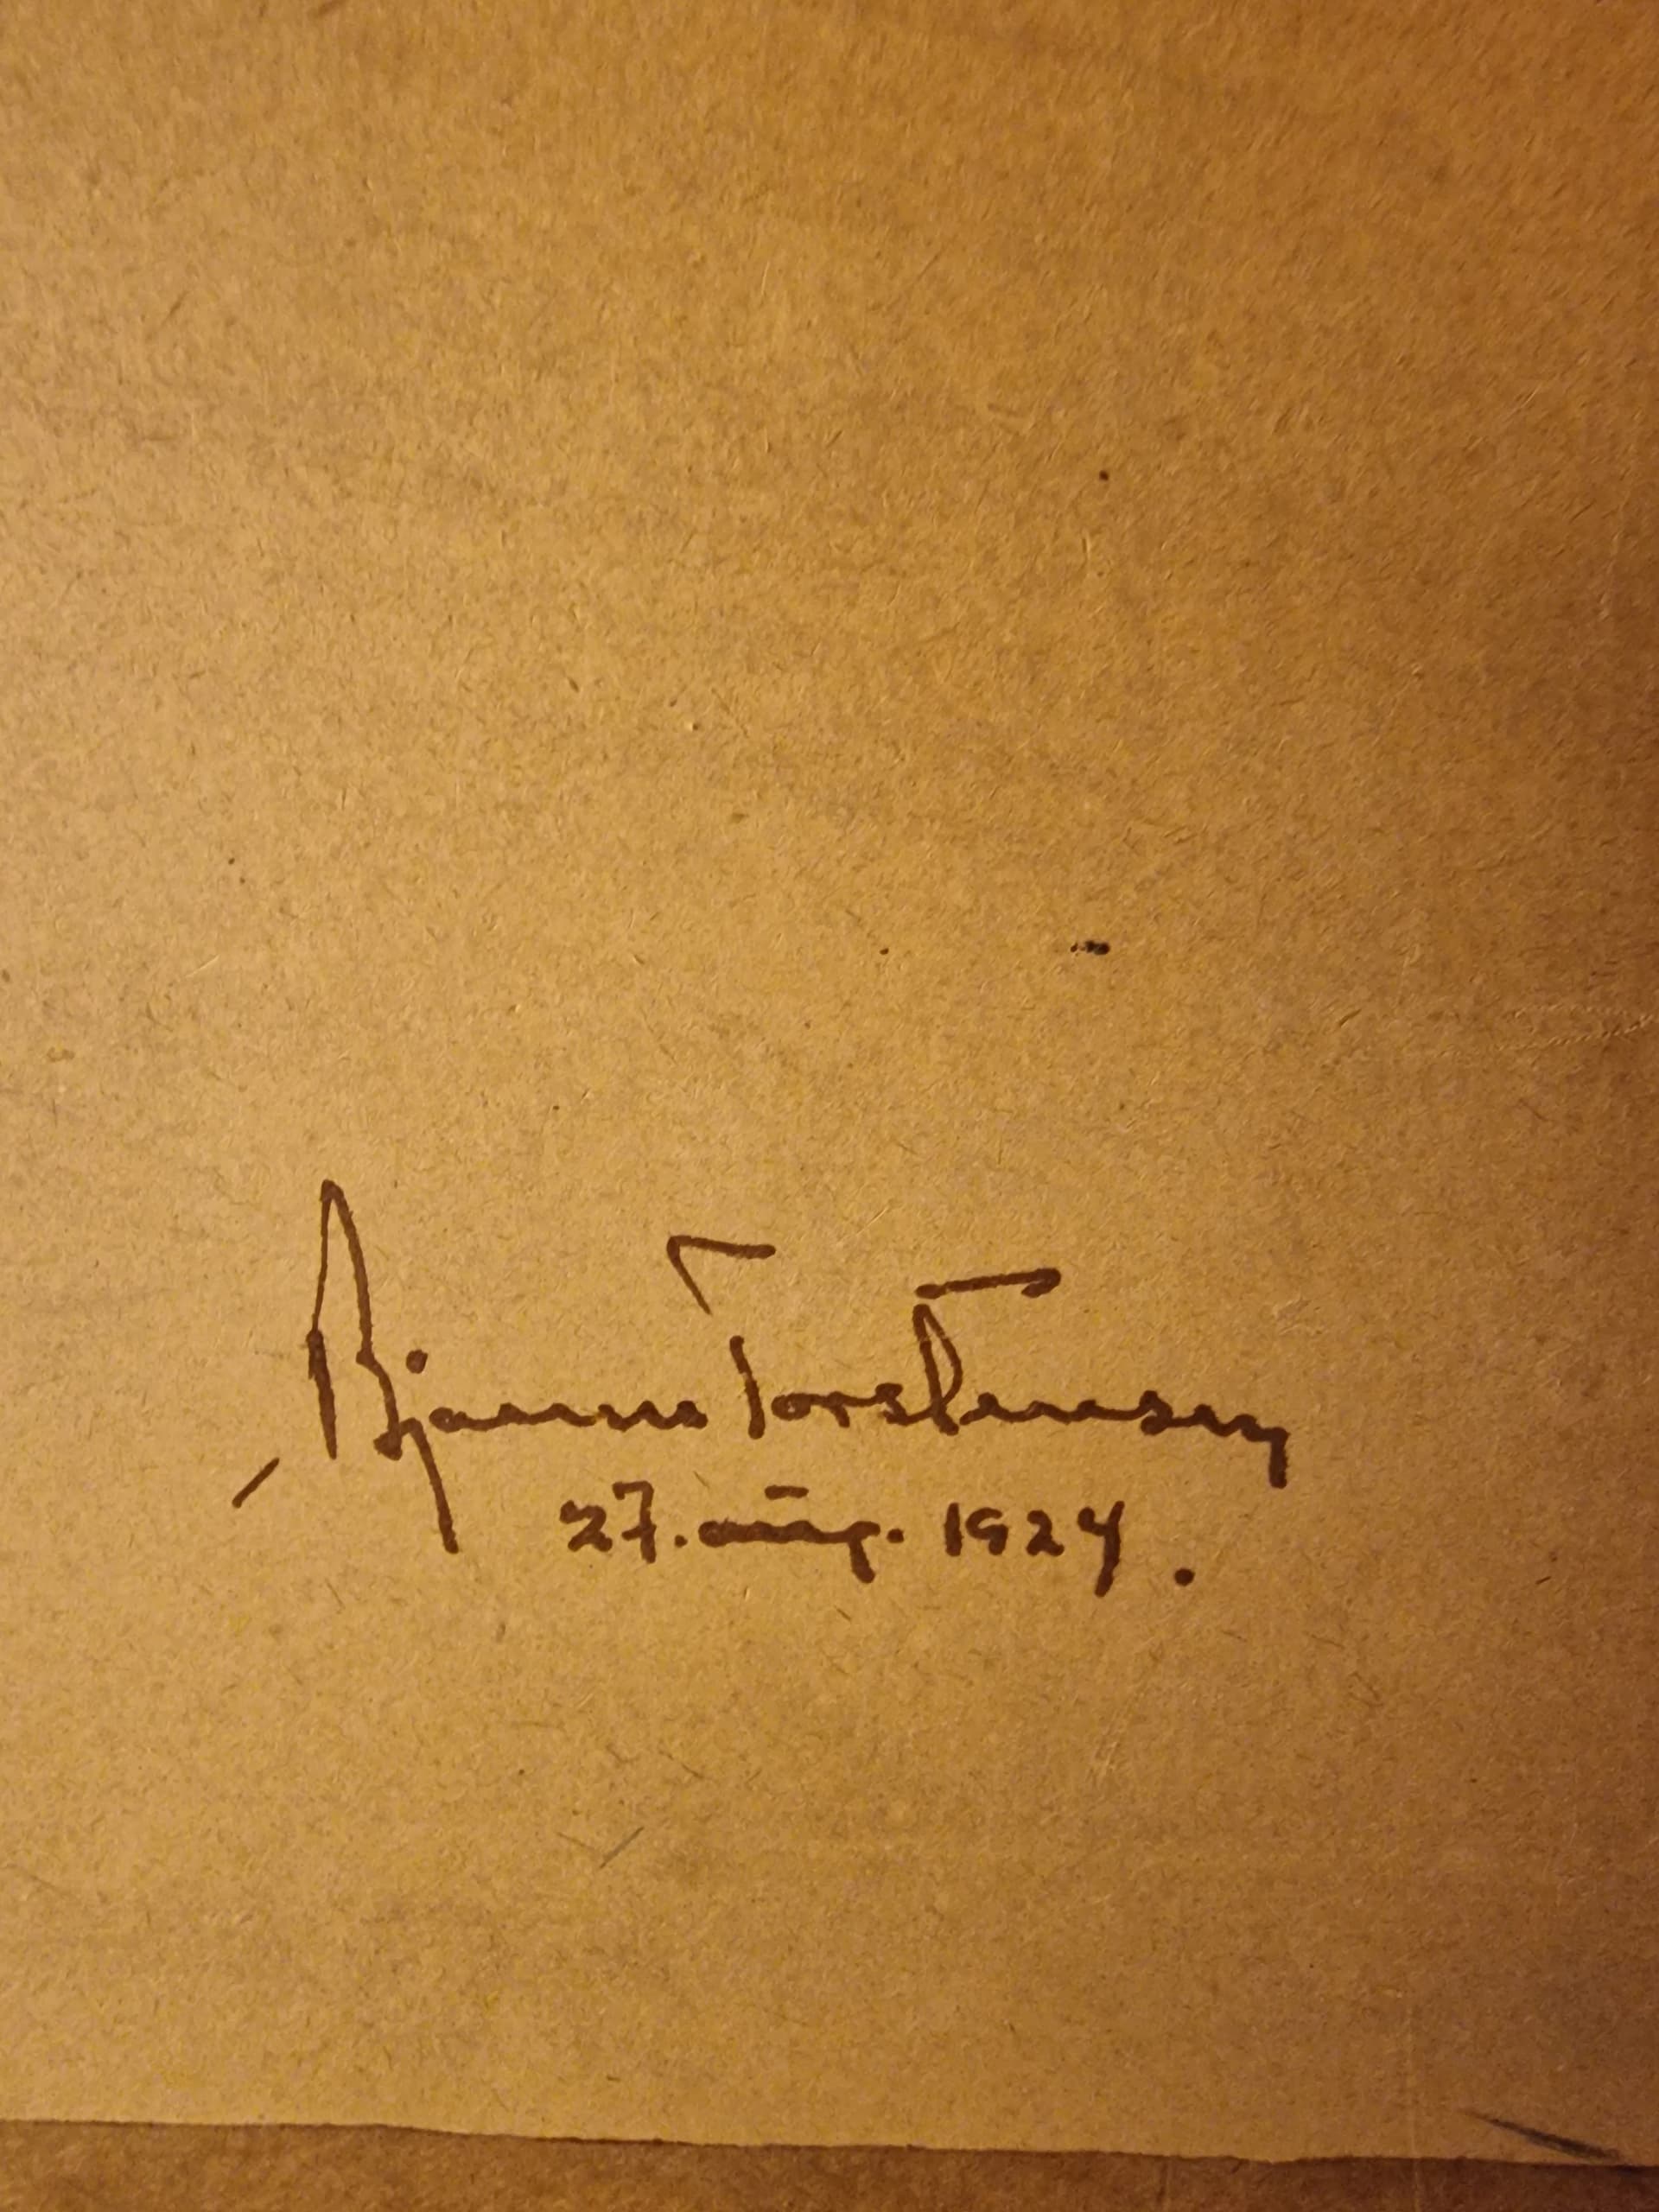 Bjarne Torstensen
27. aug. 1924.